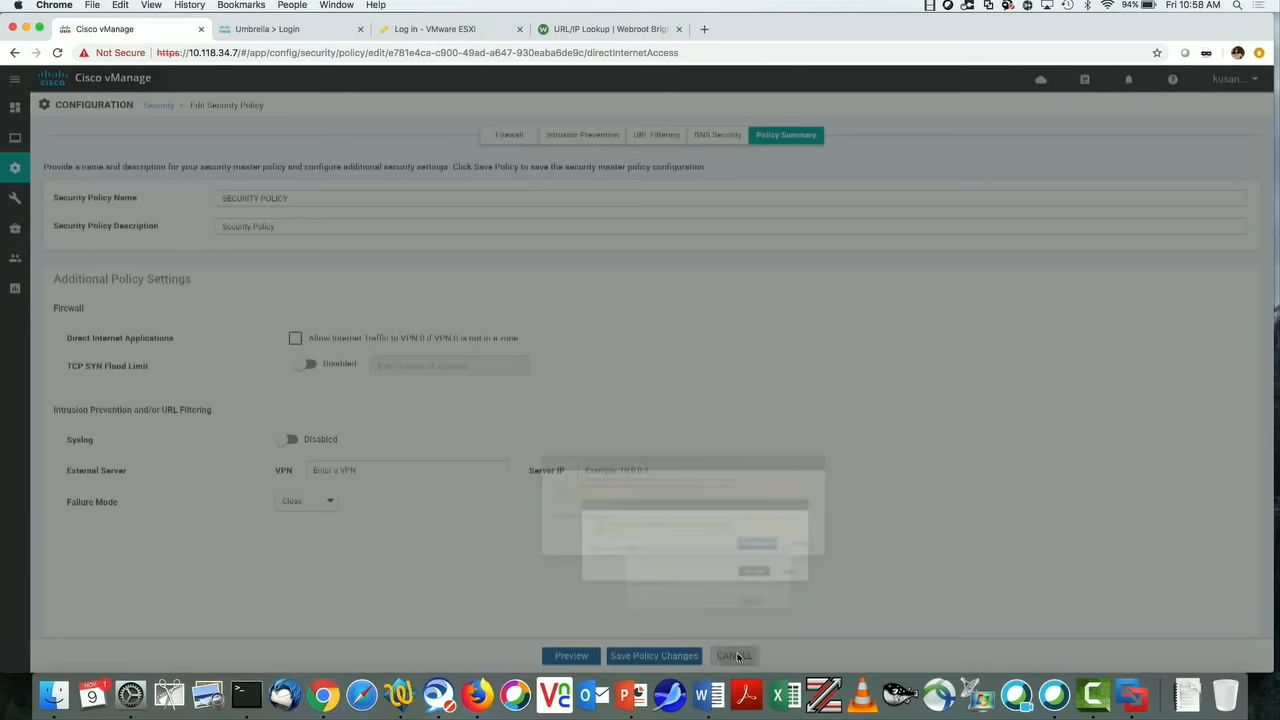 Chrome File Edit View History Bookmarks People Window Help 94% Fri 10:58 AM
Cisco vManage Umbrella > Login Log in - VMware ESXi URL/IP Lookup | Webroot Brig
Not Secure https://10.118.34.7/#/app/config/security/policy/edit/e781e4ca-c900-49ad-a647-930eaba6de9c/directInternetAccess
Cisco vManage kusan...
CONFIGURATION Security > Edit Security Policy
Firewall Intrusion Prevention URL Filtering DNS Security Policy Summary
Provide a name and description for your security master policy and configure additional security settings. Click Save Policy to save the security master policy configuration.
Security Policy Name SECURITY POLICY
Security Policy Description Security Policy
Additional Policy Settings
Firewall
Direct Internet Applications Allow Internet Traffic to VPN 0 if VPN 0 is not in a zone
TCP SYN Flood Limit Disabled
Intrusion Prevention and/or URL Filtering
Syslog Disabled
External Server VPN Enter a VPN Server IP Example: 10.0.0.1
Failure Mode Close
Preview Save Policy Changes CANCEL